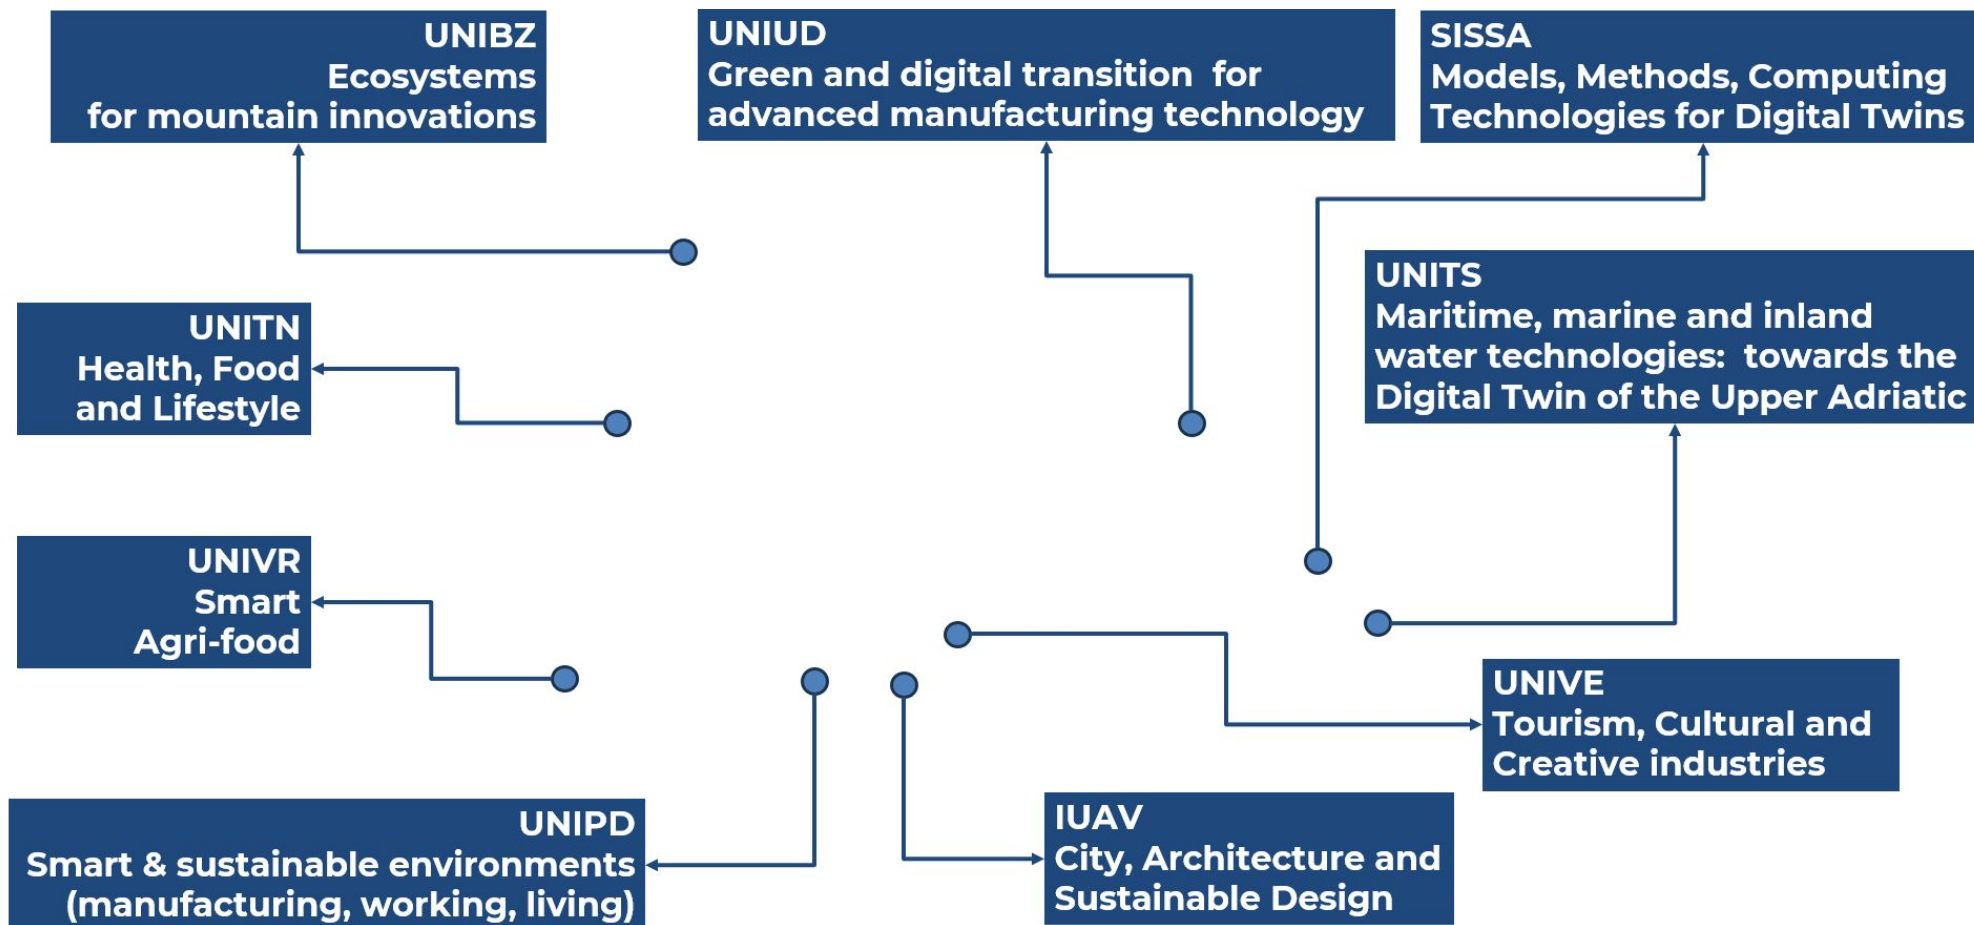 UNIBZ
Ecosystems
for mountain innovations
UNIUD
Green and digital transition for
advanced manufacturing technology
SISSA
Models, Methods, Computing
Technologies for Digital Twins
UNITN
Health, Food
and Lifestyle
UNITS
Maritime, marine and inland
water technologies: towards the
Digital Twin of the Upper Adriatic
UNIVR
Smart
Agri-food
UNIVE
Tourism, Cultural and
Creative industries
UNIPD
Smart & sustainable environments
(manufacturing, working, living)
IUAV
City, Architecture and
Sustainable Design